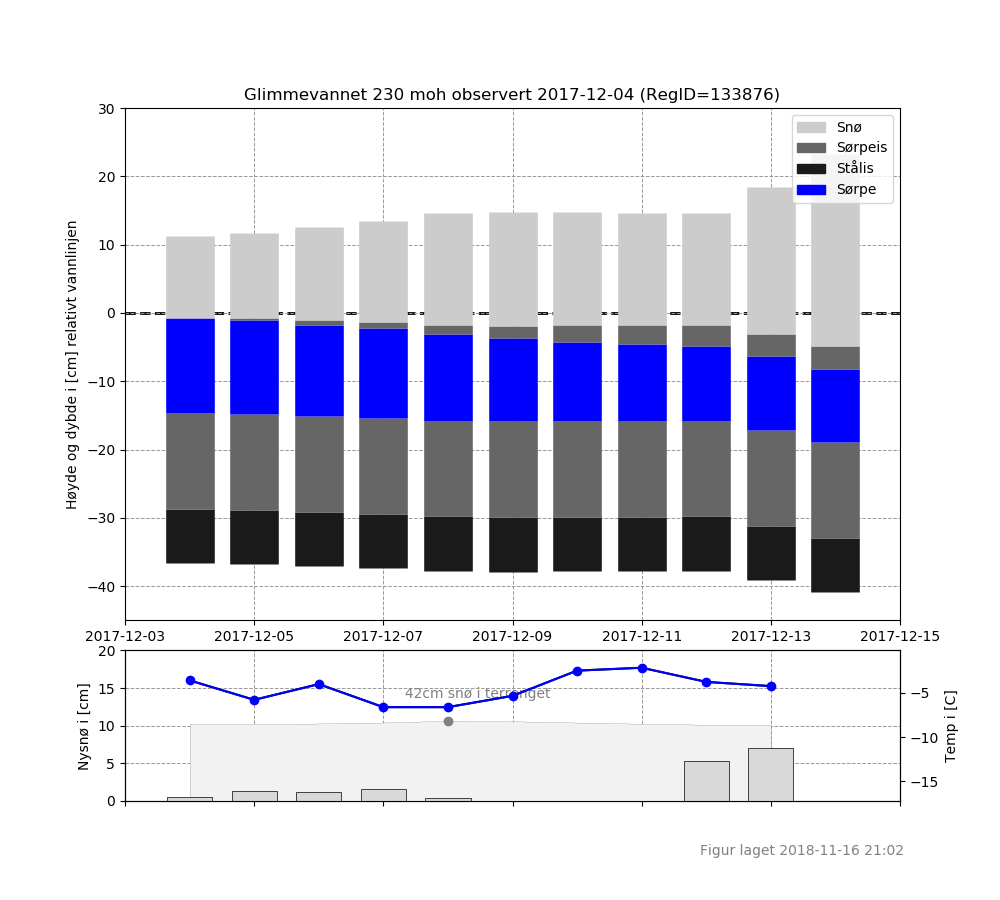 Glimmevannet 230 moh observert 2017-12-04 (RegID=133876)
30
20
10
0
−10
−20
−30
−40
Høyde og dybde i [cm] relativt vannlinjen
Snø
Sørpeis
Stålis
Sørpe
2017-12-03 2017-12-05 2017-12-07 2017-12-09 2017-12-11 2017-12-13 2017-12-15
20
15
10
5
0
Nysnø i [cm]
42cm snø i terrenget
−5
−10
−15
Temp i [C]
Figur laget 2018-11-16 21:02